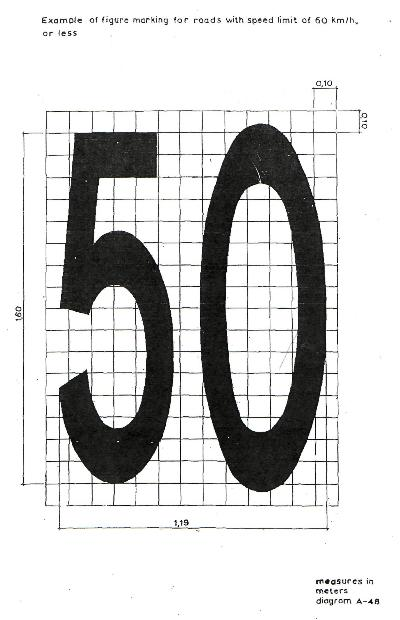 Example of figure marking for roads with speed limit of 60 km/h,
or less
0,10
0,10
50
1,60
1,19
measures in
meters
diagram A-4B